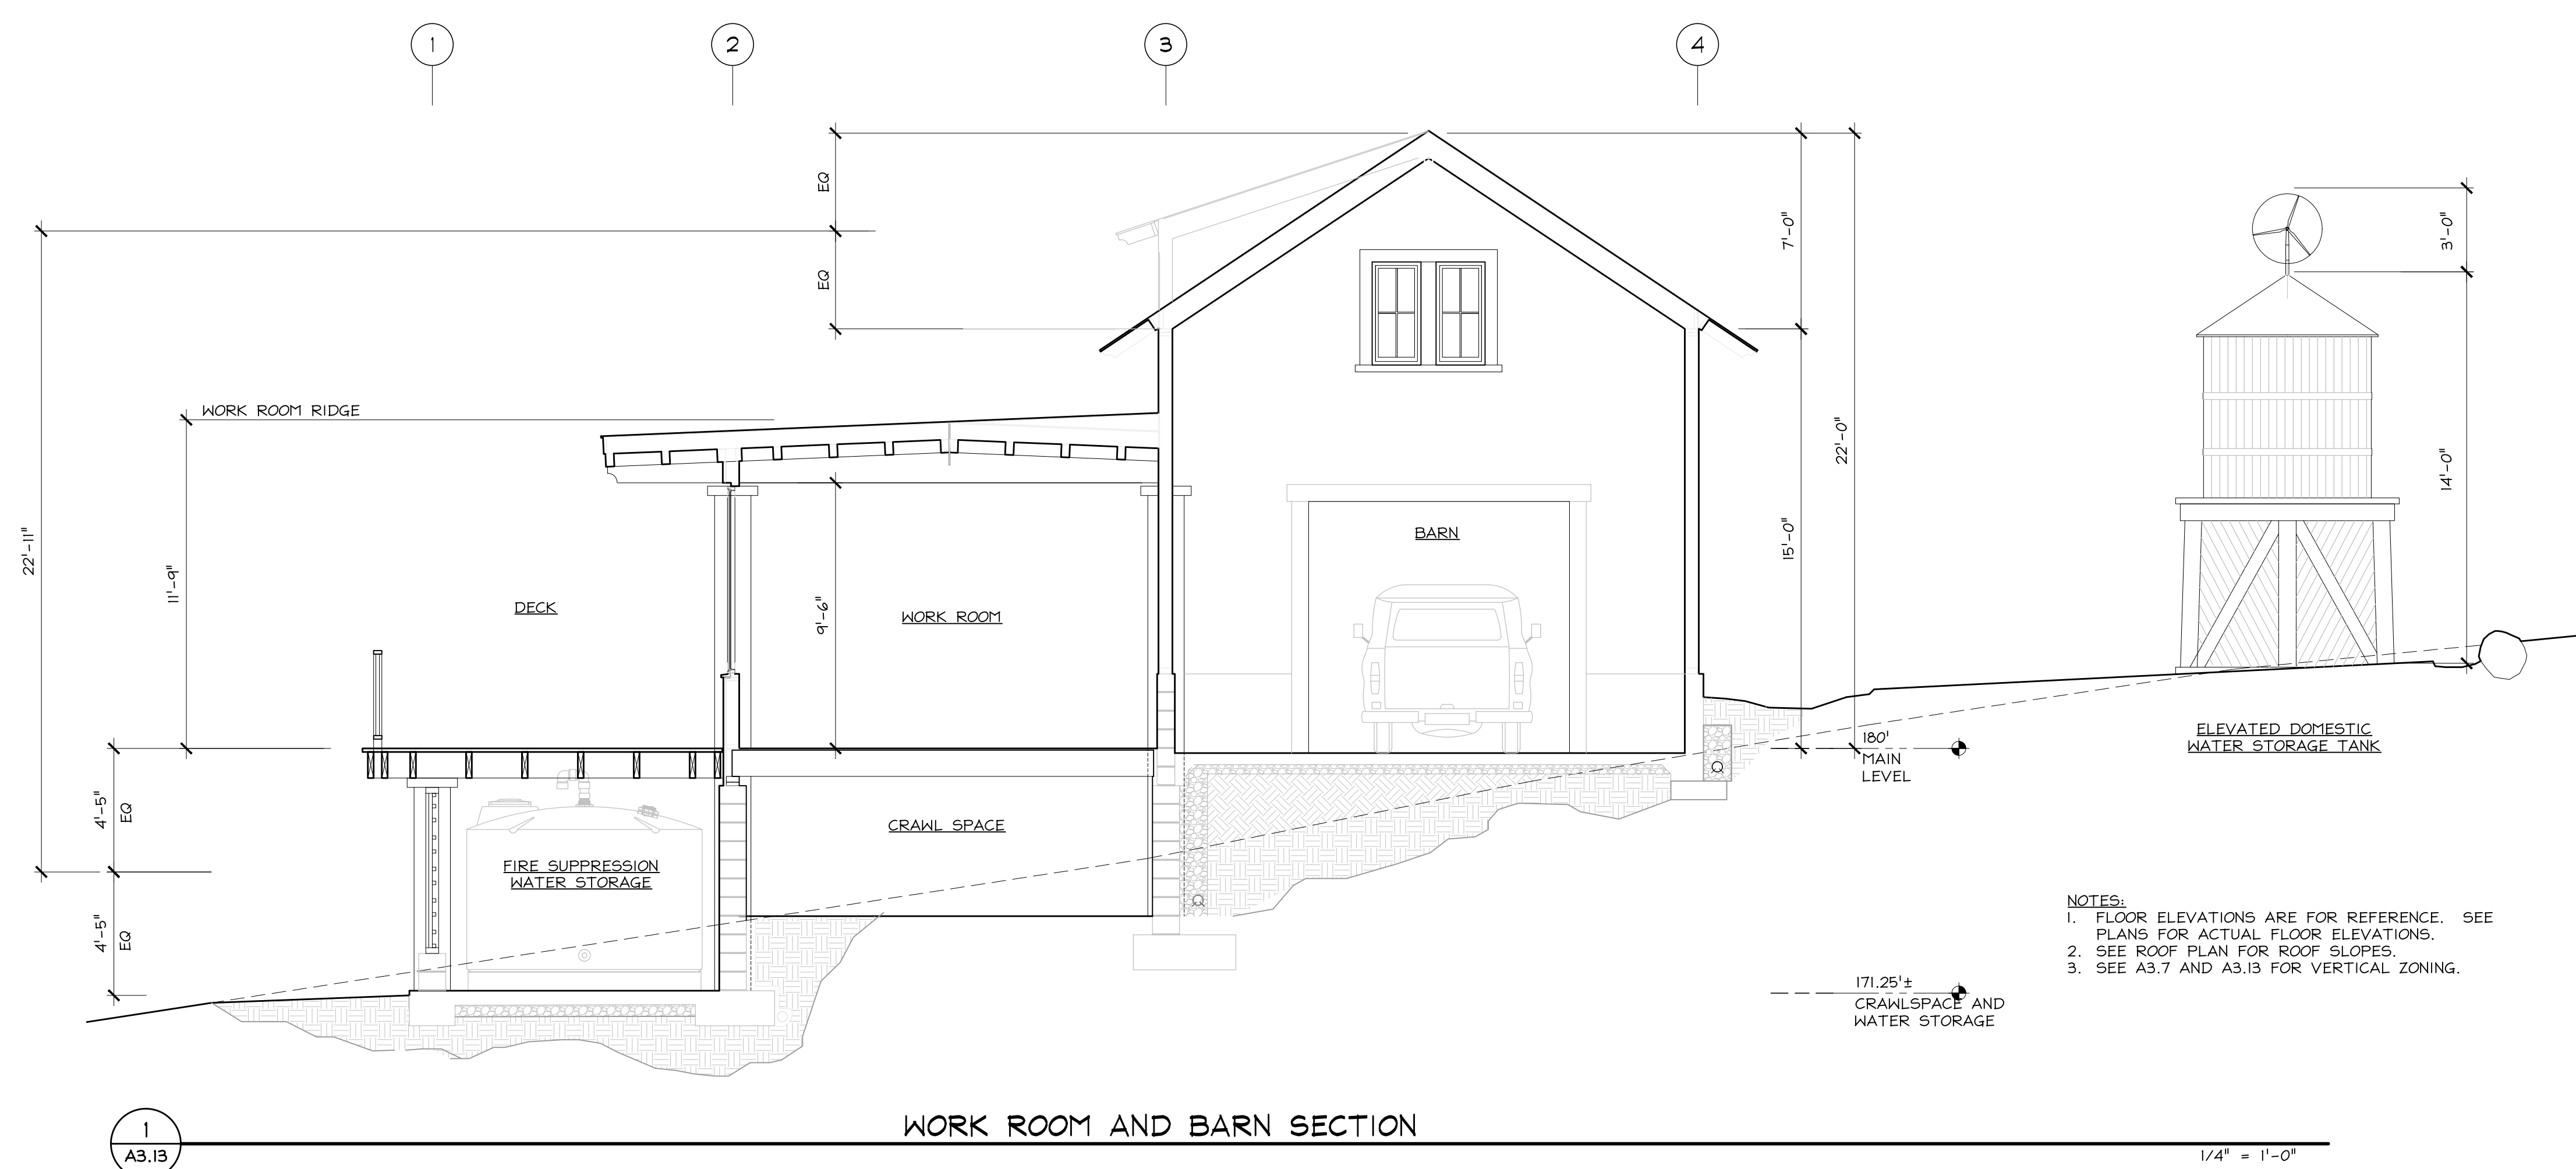 1
2
3
4
EQ
EQ
7'-0"
22'-0"
15'-0"
3'-0"
14'-0"
WORK ROOM RIDGE
22'-11"
11'-9"
9'-6"
DECK
WORK ROOM
BARN
180'
MAIN
LEVEL
ELEVATED DOMESTIC
WATER STORAGE TANK
4'-5"
EQ
4'-5"
EQ
CRAWL SPACE
FIRE SUPPRESSION
WATER STORAGE
171.25'±
CRAWLSPACE AND
WATER STORAGE
NOTES:
1. FLOOR ELEVATIONS ARE FOR REFERENCE. SEE
PLANS FOR ACTUAL FLOOR ELEVATIONS.
2. SEE ROOF PLAN FOR ROOF SLOPES.
3. SEE A3.7 AND A3.13 FOR VERTICAL ZONING.
1
A3.13
WORK ROOM AND BARN SECTION
1/4" = 1'-0"